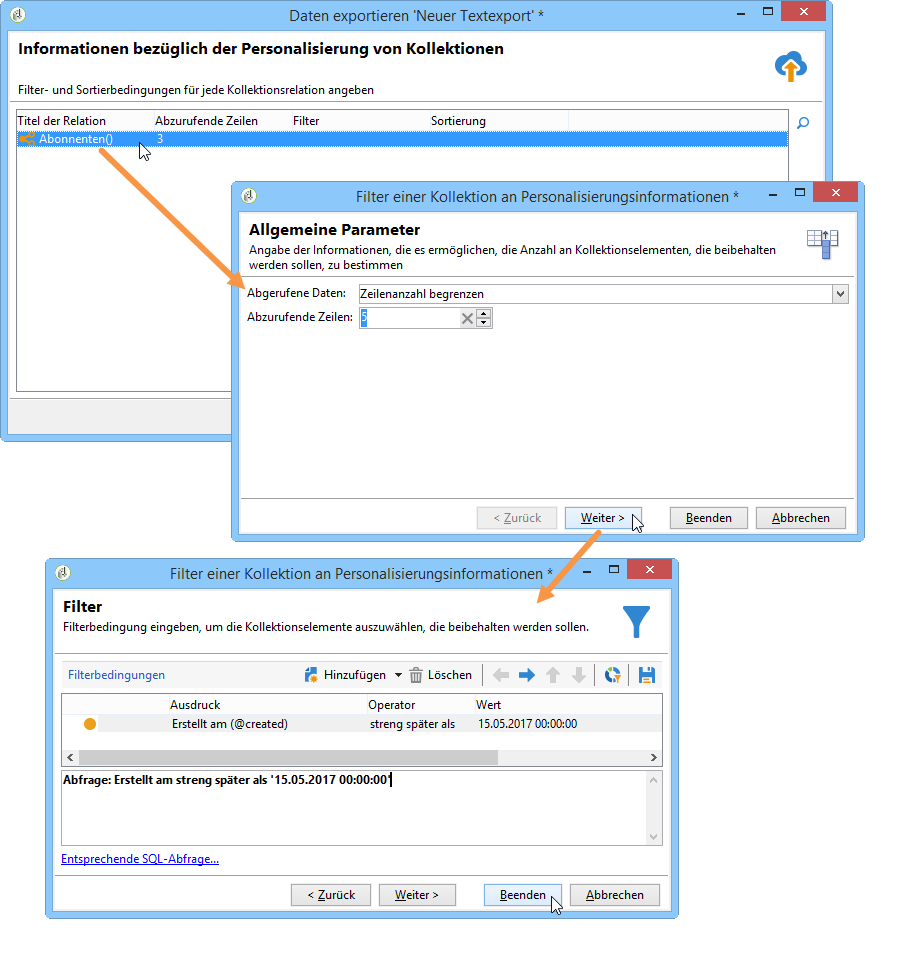 Daten exportieren 'Neuer Textexport' *
Informationen bezüglich der Personalisierung von Kollektionen
Filter- und Sortierbedingungen für jede Kollektionsrelation angeben
Titel der Relation Abzurufende Zeilen Filter Sortierung
Abonnenten() 3
Filter einer Kollektion an Personalisierungsinformationen *
Allgemeine Parameter
Angabe der Informationen, die es ermöglichen, die Anzahl an Kollektionselementen, die beibehalten
werden sollen, zu bestimmen
Abgerufene Daten: Zeilenanzahl begrenzen
Abzurufende Zeilen: 5
< Zurück Weiter > Beenden Abbrechen
Filter einer Kollektion an Personalisierungsinformationen *
Filter
Filterbedingung eingeben, um die Kollektionselemente auszuwählen, die beibehalten werden sollen.
Filterbedingungen Hinzufügen Löschen
Ausdruck Operator Wert
Erstellt am (@created) streng später als 15.05.2017 00:00:00
Abfrage: Erstellt am streng später als '15.05.2017 00:00:00'
Entsprechende SQL-Abfrage...
< Zurück Weiter > Beenden Abbrechen